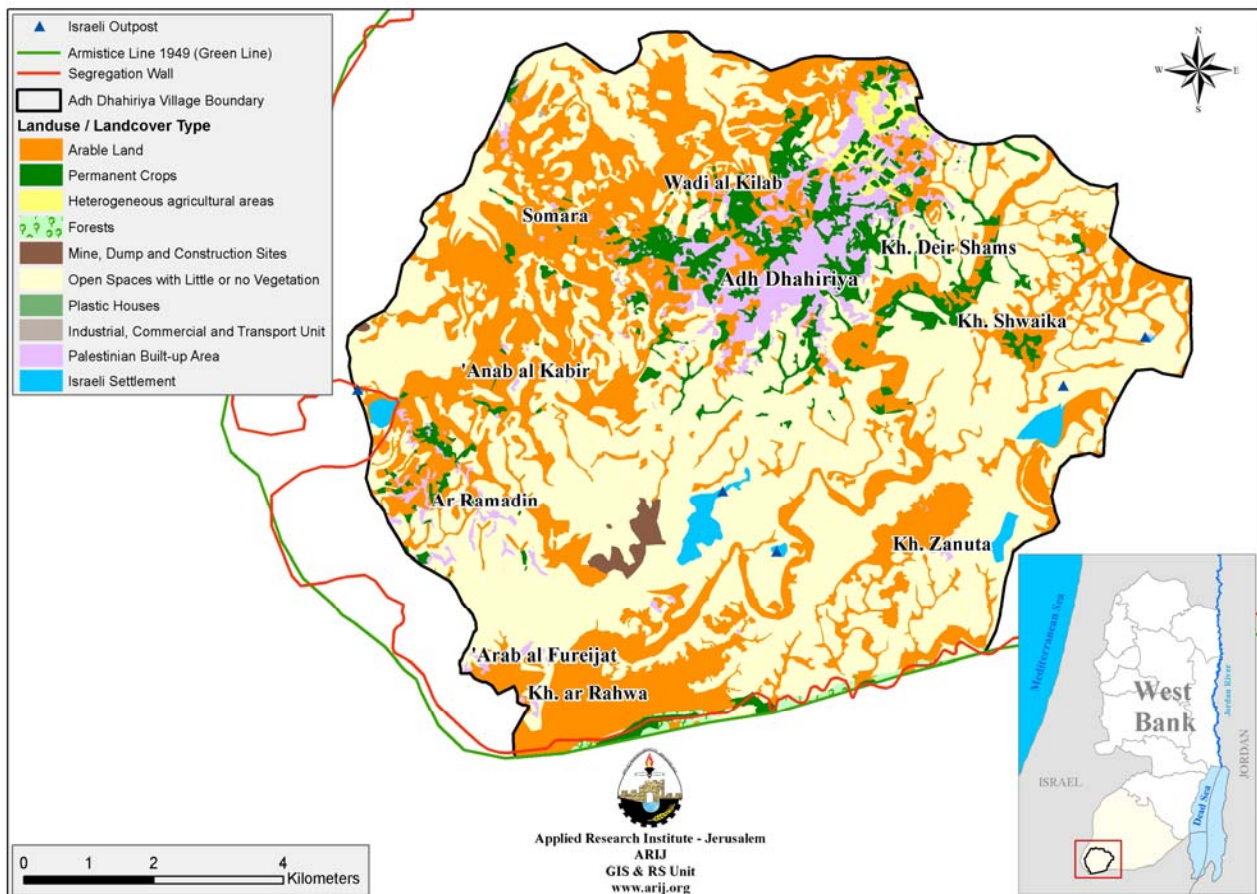 Israeli Outpost
Armistice Line 1949 (Green Line)
Segregation Wall
Adh Dhahiriya Village Boundary
Landuse / Landcover Type
Arable Land
Permanent Crops
Heterogeneous agricultural areas
Forests
Mine, Dump and Construction Sites
Open Spaces with Little or no Vegetation
Plastic Houses
Industrial, Commercial and Transport Unit
Palestinian Built-up Area
Israeli Settlement
N
W
E
S
Wadi al Kilab
Somara
Kh. Deir Shams
Adh Dhahiriya
Kh. Shwaika
'Anab al Kabir
Ar Ramadin
Kh. Zanuta
'Arab al Fureijat
Kh. ar Rahwa
Mediterranean Sea
West
Bank
Jordan River
JORDAN
ISRAEL
Dead Sea
Applied Research Institute - Jerusalem
ARIJ
GIS & RS Unit
www.arij.org
0 1 2 4
Kilometers